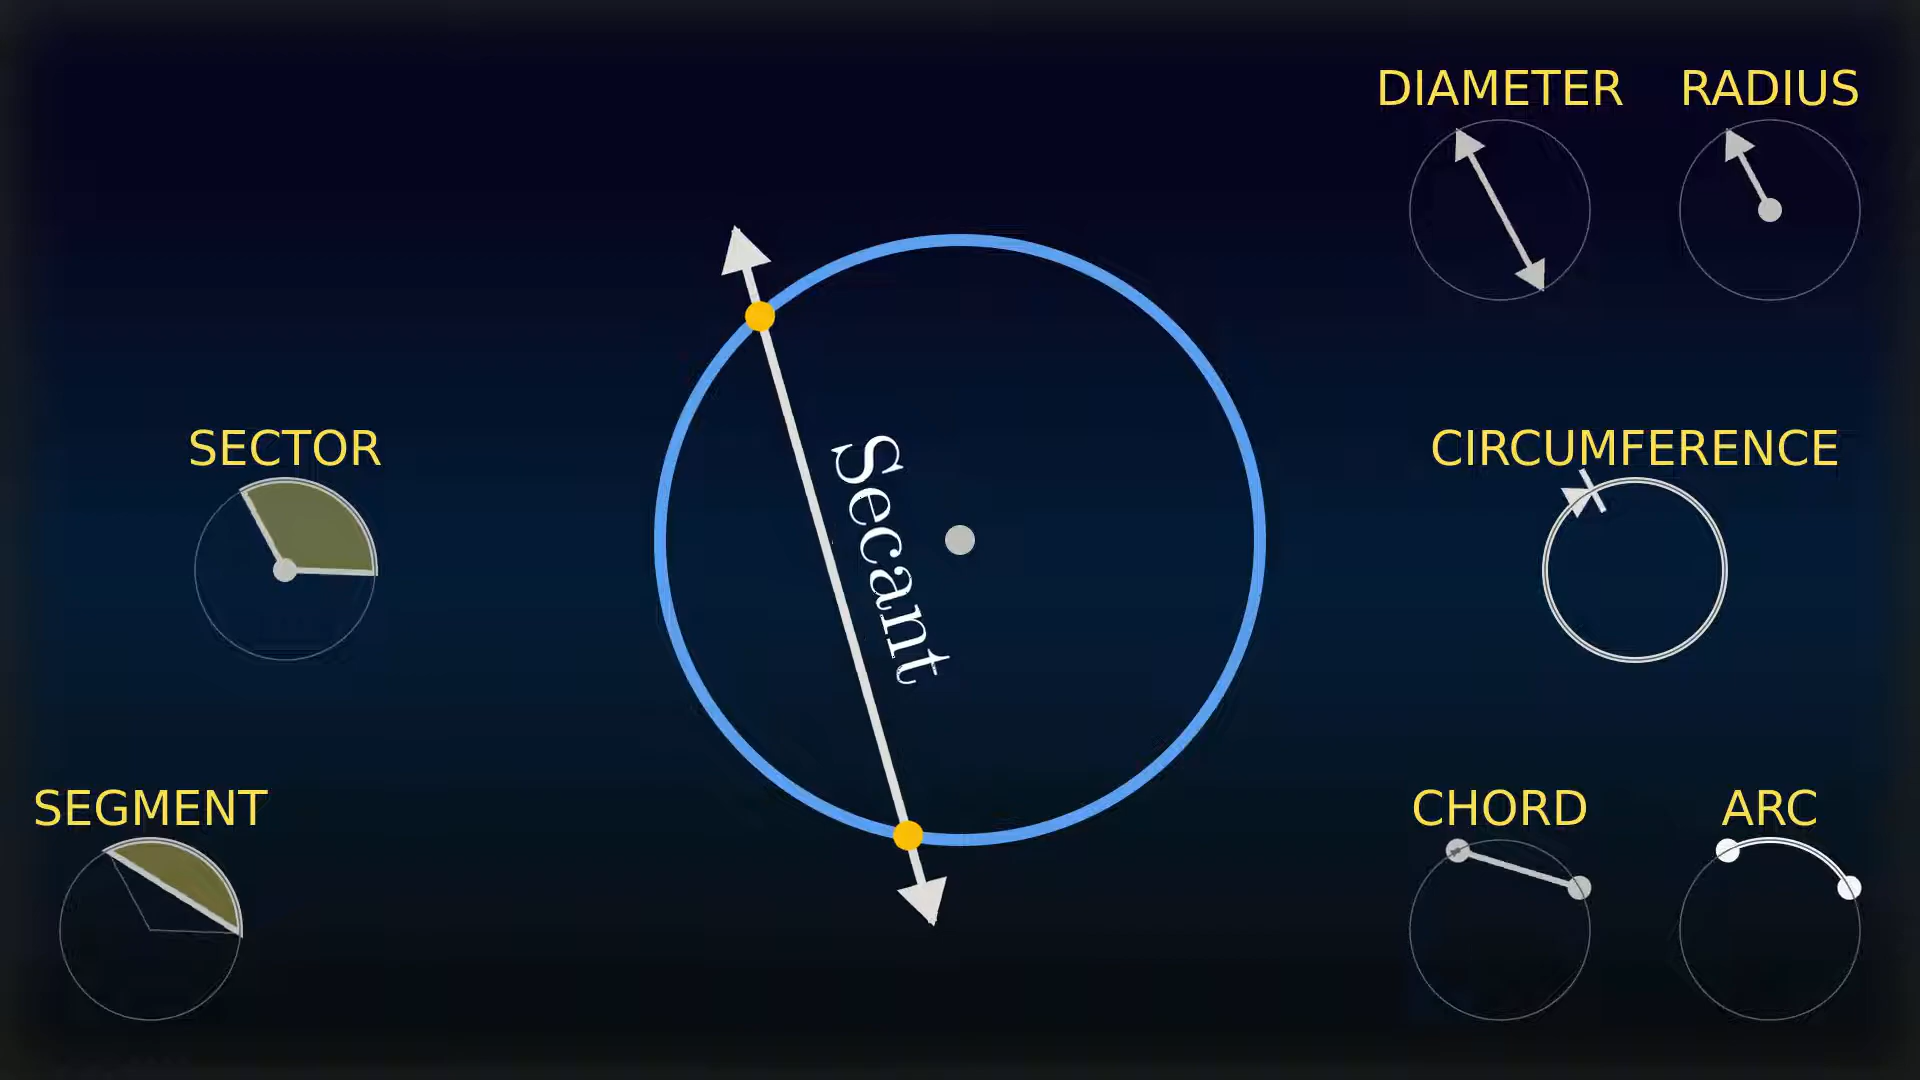 DIAMETER
RADIUS
SECTOR
Secant
CIRCUMFERENCE
SEGMENT
CHORD
ARC